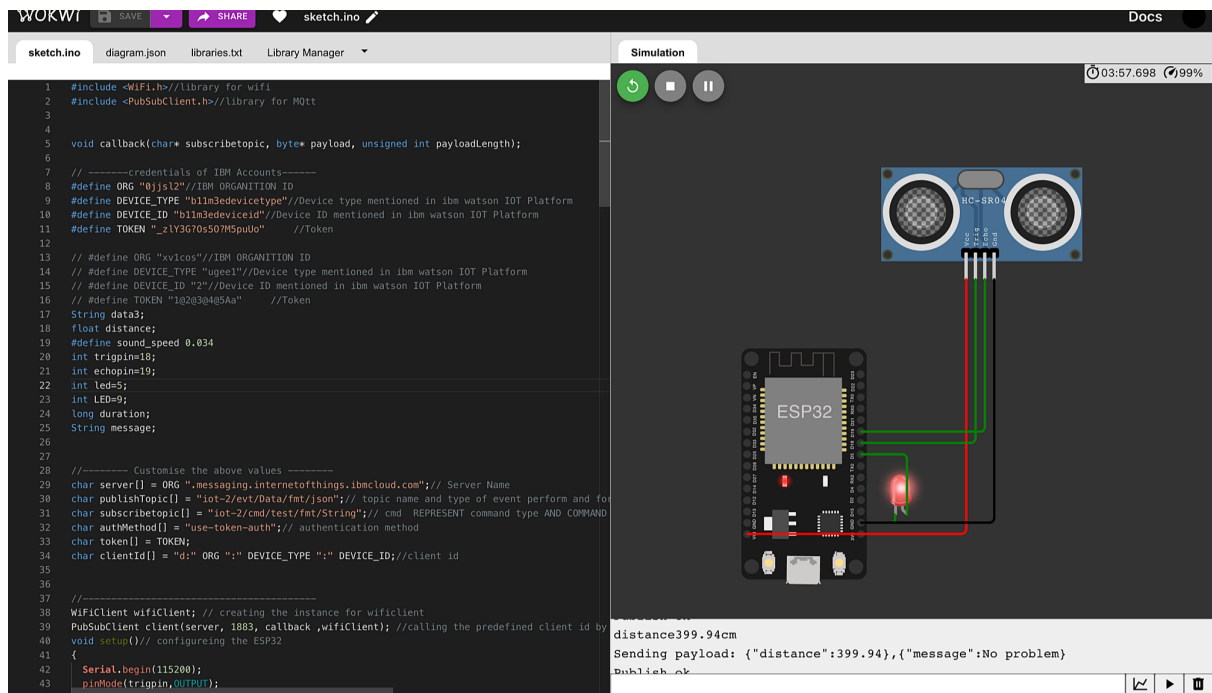 WOKWI SAVE SHARE sketch.ino Docs
sketch.ino diagram.json libraries.txt Library Manager
Simulation
03:57.698 99%
1 #include <WiFi.h>//library for wifi
2 #include <PubSubClient.h>//library for MQtt
3
4
5 void callback(char* subscribetopic, byte* payload, unsigned int payloadLength);
6
7 // -------credentials of IBM Accounts------
8 #define ORG "0jjsl2"//IBM ORGANITION ID
9 #define DEVICE_TYPE "b11m3edevicetype"//Device type mentioned in ibm watson IOT Platform
10 #define DEVICE_ID "b11m3edeviceid"//Device ID mentioned in ibm watson IOT Platform
11 #define TOKEN "_zlY3G?Os5O?M5puUo" //Token
12
13 // #define ORG "xv1cos"//IBM ORGANITION ID
14 // #define DEVICE_TYPE "ugee1"//Device type mentioned in ibm watson IOT Platform
15 // #define DEVICE_ID "2"//Device ID mentioned in ibm watson IOT Platform
16 // #define TOKEN "1@2@3@4@5Aa" //Token
17 String data3;
18 float distance;
19 #define sound_speed 0.034
20 int trigpin=18;
21 int echopin=19;
22 int led=5;
23 int LED=9;
24 long duration;
25 String message;
26
27
28 //-------- Customise the above values --------
29 char server[] = ORG ".messaging.internetofthings.ibmcloud.com";// Server Name
30 char publishTopic[] = "iot-2/evt/Data/fmt/json";// topic name and type of event perform and for
31 char subscribetopic[] = "iot-2/cmd/test/fmt/String";// cmd REPRESENT command type AND COMMAND
32 char authMethod[] = "use-token-auth";// authentication method
33 char token[] = TOKEN;
34 char clientId[] = "d:" ORG ":" DEVICE_TYPE ":" DEVICE_ID;//client id
35
36
37 //-----------------------------------------
38 WiFiClient wifiClient; // creating the instance for wificlient
39 PubSubClient client(server, 1883, callback ,wifiClient); //calling the predefined client id by
40 void setup()// configureing the ESP32
41 {
42 Serial.begin(115200);
43 pinMode(trigpin,OUTPUT);
HC-SR04
Vcc
Trig
Echo
Gnd
ESP32
distance399.94cm
Sending payload: {"distance":399.94},{"message":No problem}
Publish ok